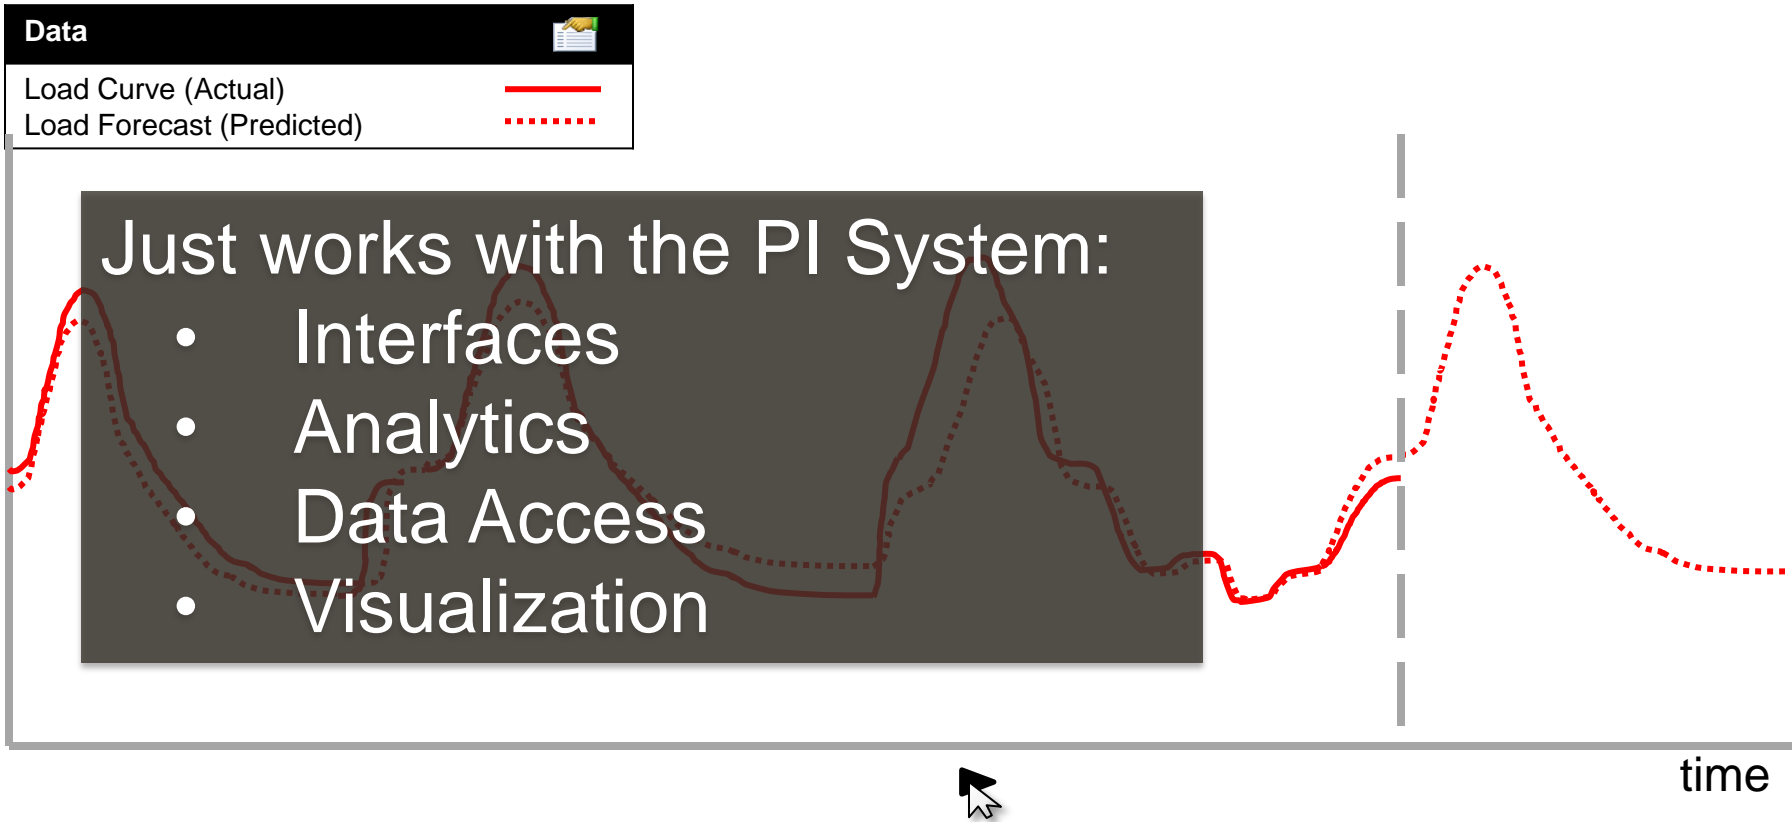 Data
Load Curve (Actual)
Load Forecast (Predicted)
Just works with the PI System:
• Interfaces
• Analytics
• Data Access
• Visualization
time